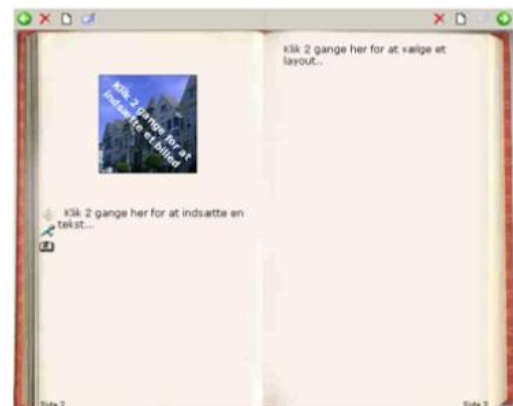 Klik 2 gange for at
indsætte et billed
Klik 2 gange her for at indsætte en
tekst...
Side 2
Klik 2 gange her for at vælge et
layout..
Side 3